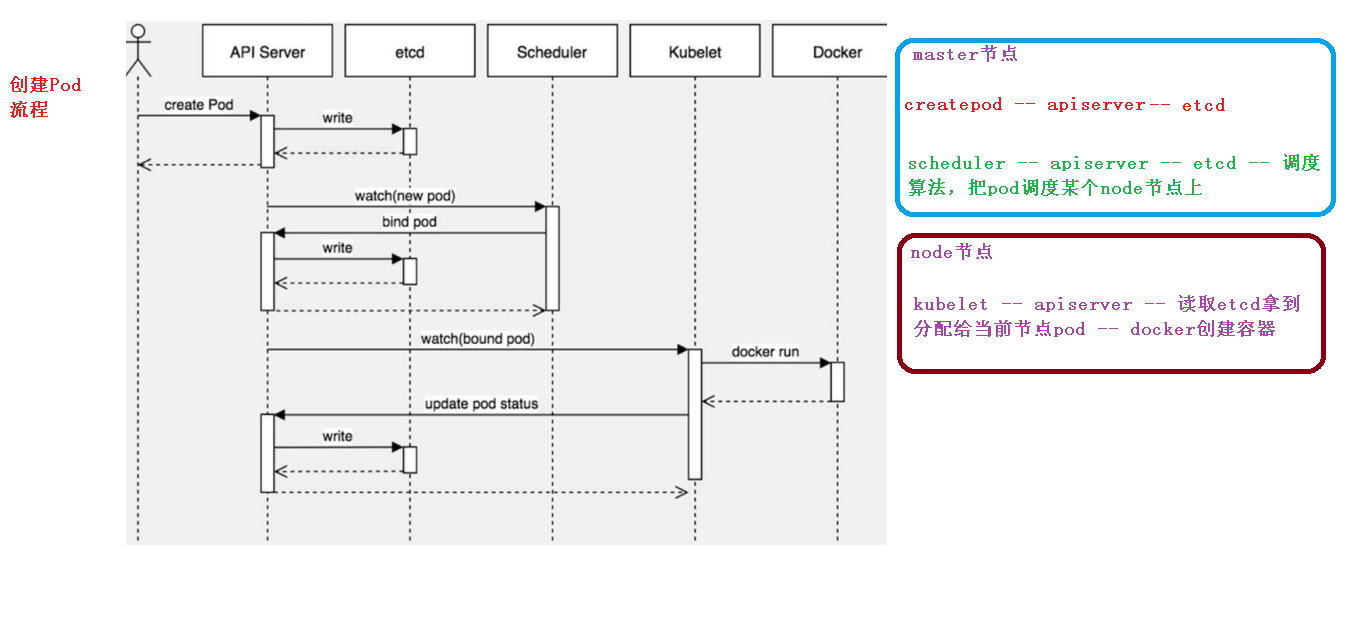 创建Pod
流程
API Server
etcd
Scheduler
Kubelet
Docker
create Pod
write
watch(new pod)
bind pod
write
watch(bound pod)
docker run
update pod status
write
master节点
createpod -- apiserver-- etcd
scheduler -- apiserver -- etcd -- 调度
算法，把pod调度某个node节点上
node节点
kubelet -- apiserver -- 读取etcd拿到
分配给当前节点pod -- docker创建容器